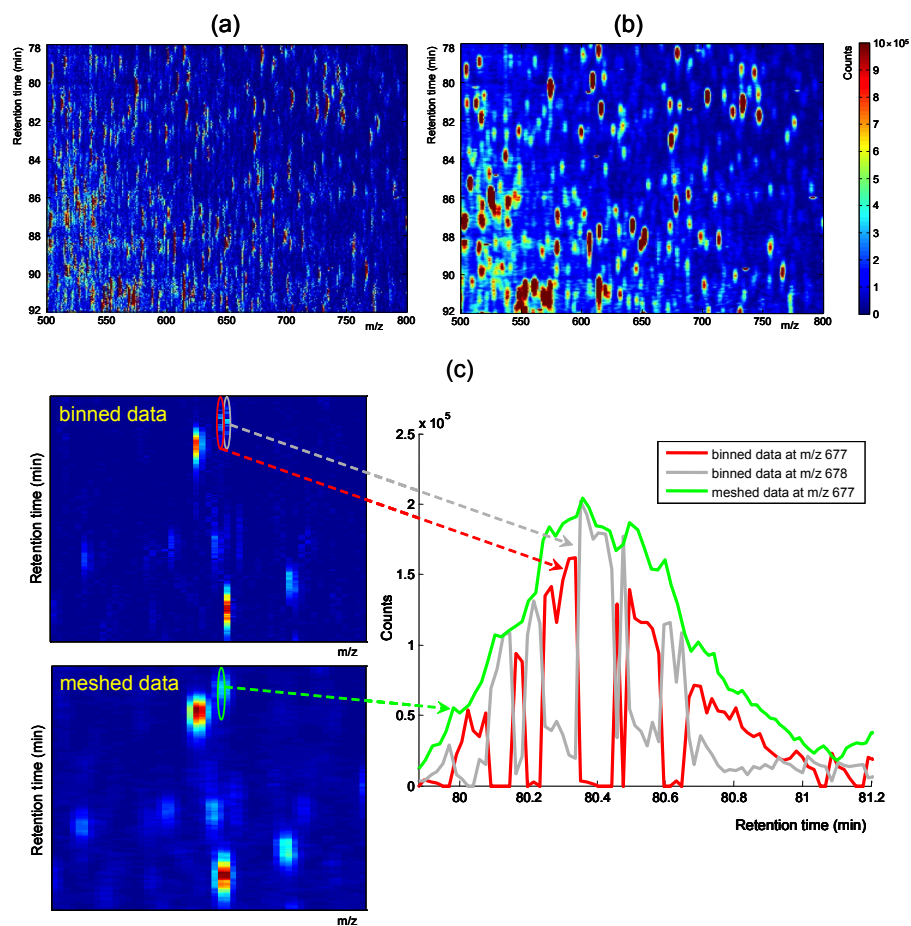 (a)
(b)
Retention time (min)
78
80
82
84
86
88
90
92
500
550
600
650
700
750
800
m/z
Retention time (min)
78
80
82
84
86
88
90
92
500
550
600
650
700
750
800
m/z
Counts
10×10⁵
9
8
7
6
5
4
3
2
1
0
(c)
binned data
Retention time (min)
m/z
meshed data
Retention time (min)
m/z
x 10⁵
2.5
2
1.5
1
0.5
0
Counts
binned data at m/z 677
binned data at m/z 678
meshed data at m/z 677
80
80.2
80.4
80.6
80.8
81
81.2
Retention time (min)